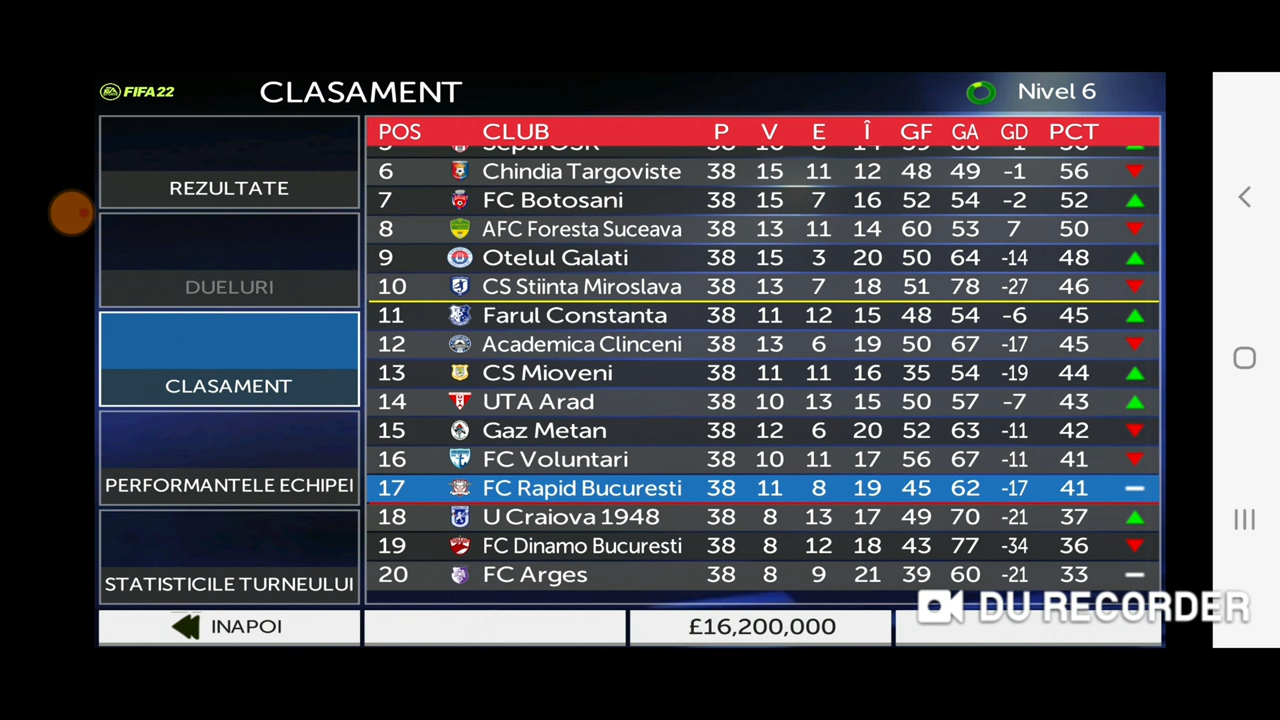 FIFA 22 CLASAMENT Nivel 6
REZULTATE
DUELURI
CLASAMENT
PERFORMANTELE ECHIPEI
STATISTICILE TURNEULUI
POS CLUB P V E Î GF GA GD PCT
6 Chindia Targoviste 38 15 11 12 48 49 -1 56
7 FC Botosani 38 15 7 16 52 54 -2 52
8 AFC Foresta Suceava 38 13 11 14 60 53 7 50
9 Otelul Galati 38 15 3 20 50 64 -14 48
10 CS Stiinta Miroslava 38 13 7 18 51 78 -27 46
11 Farul Constanta 38 11 12 15 48 54 -6 45
12 Academica Clinceni 38 13 6 19 50 67 -17 45
13 CS Mioveni 38 11 11 16 35 54 -19 44
14 UTA Arad 38 10 13 15 50 57 -7 43
15 Gaz Metan 38 12 6 20 52 63 -11 42
16 FC Voluntari 38 10 11 17 56 67 -11 41
17 FC Rapid Bucuresti 38 11 8 19 45 62 -17 41
18 U Craiova 1948 38 8 13 17 49 70 -21 37
19 FC Dinamo Bucuresti 38 8 12 18 43 77 -34 36
20 FC Arges 38 8 9 21 39 60 -21 33
DU RECORDER
INAPOI £16,200,000